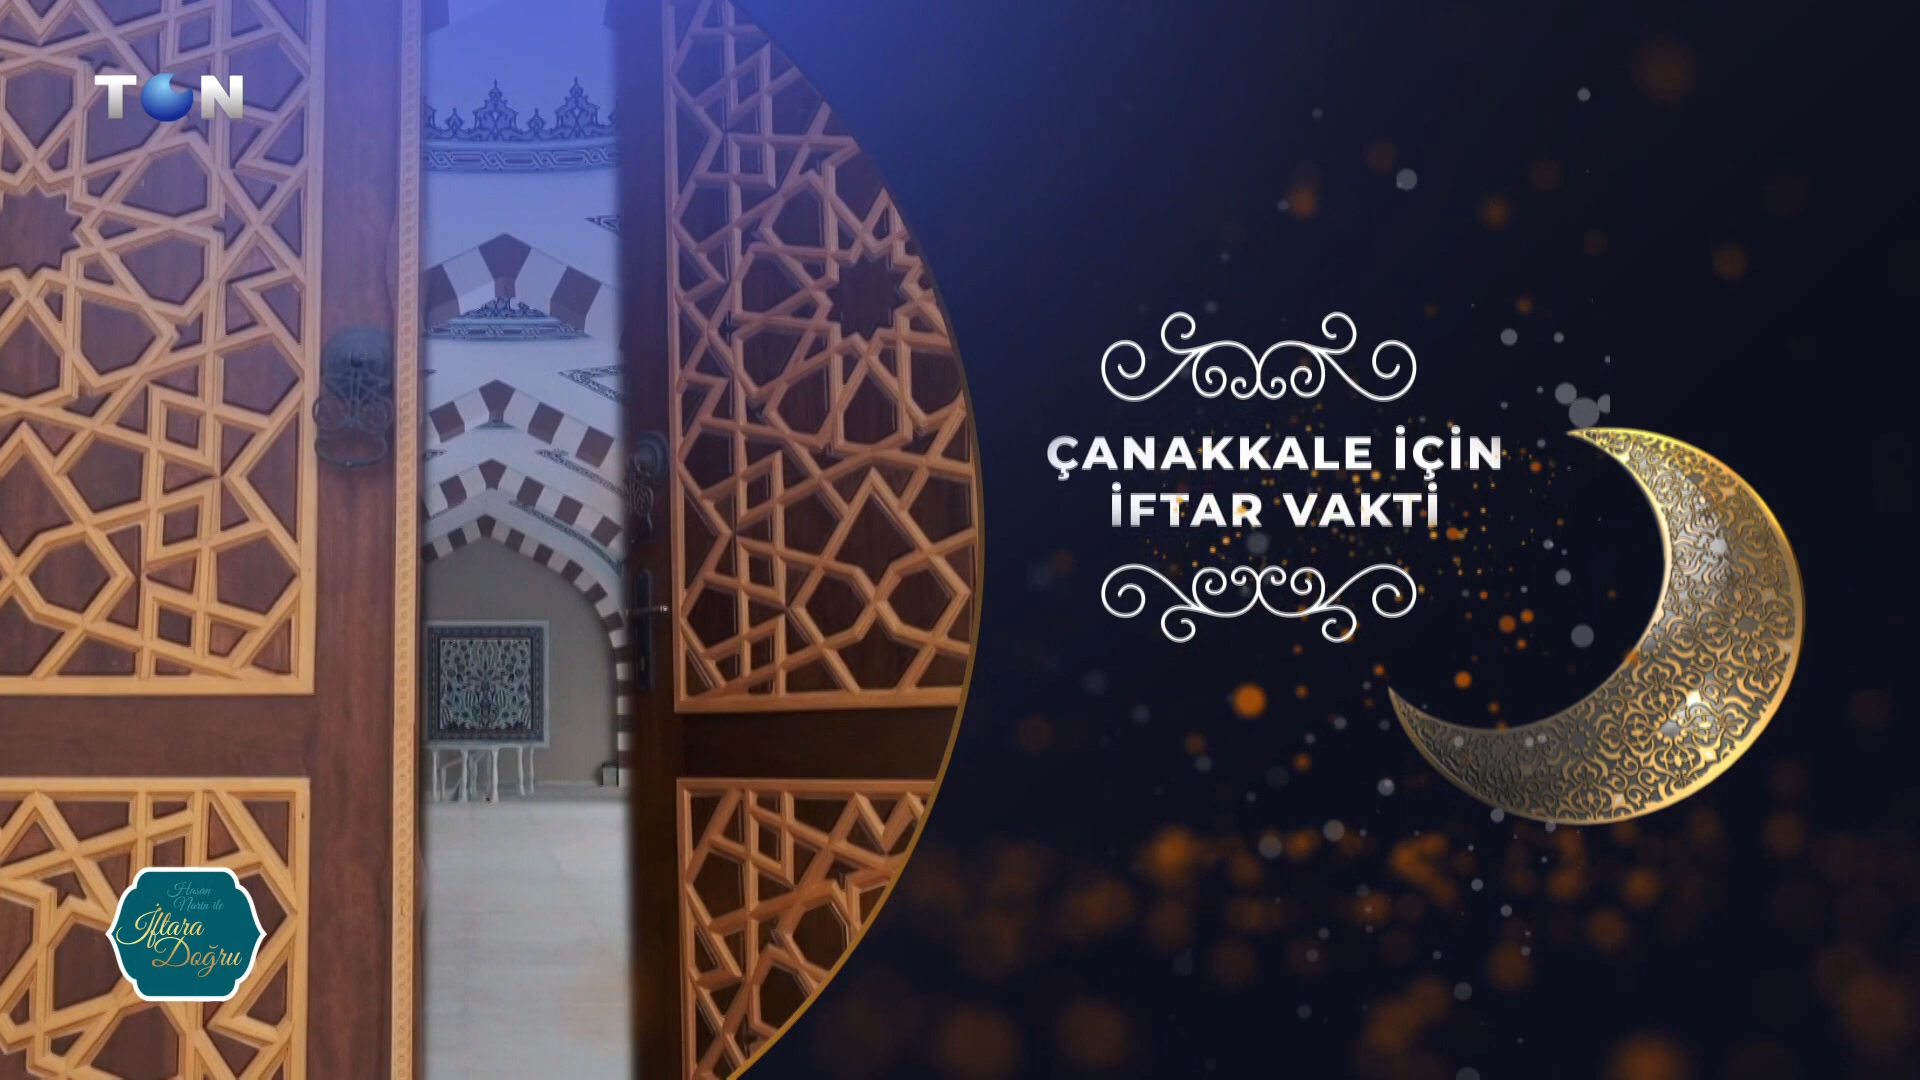 TON
ÇANAKKALE İÇİN
İFTAR VAKTİ
Hasan
Narin ile
İftara
Doğru